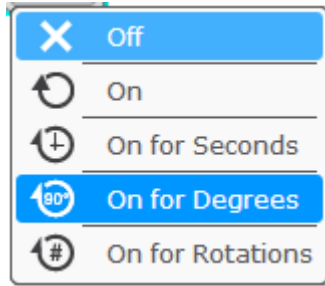 Off
On
On for Seconds
90° On for Degrees
# On for Rotations